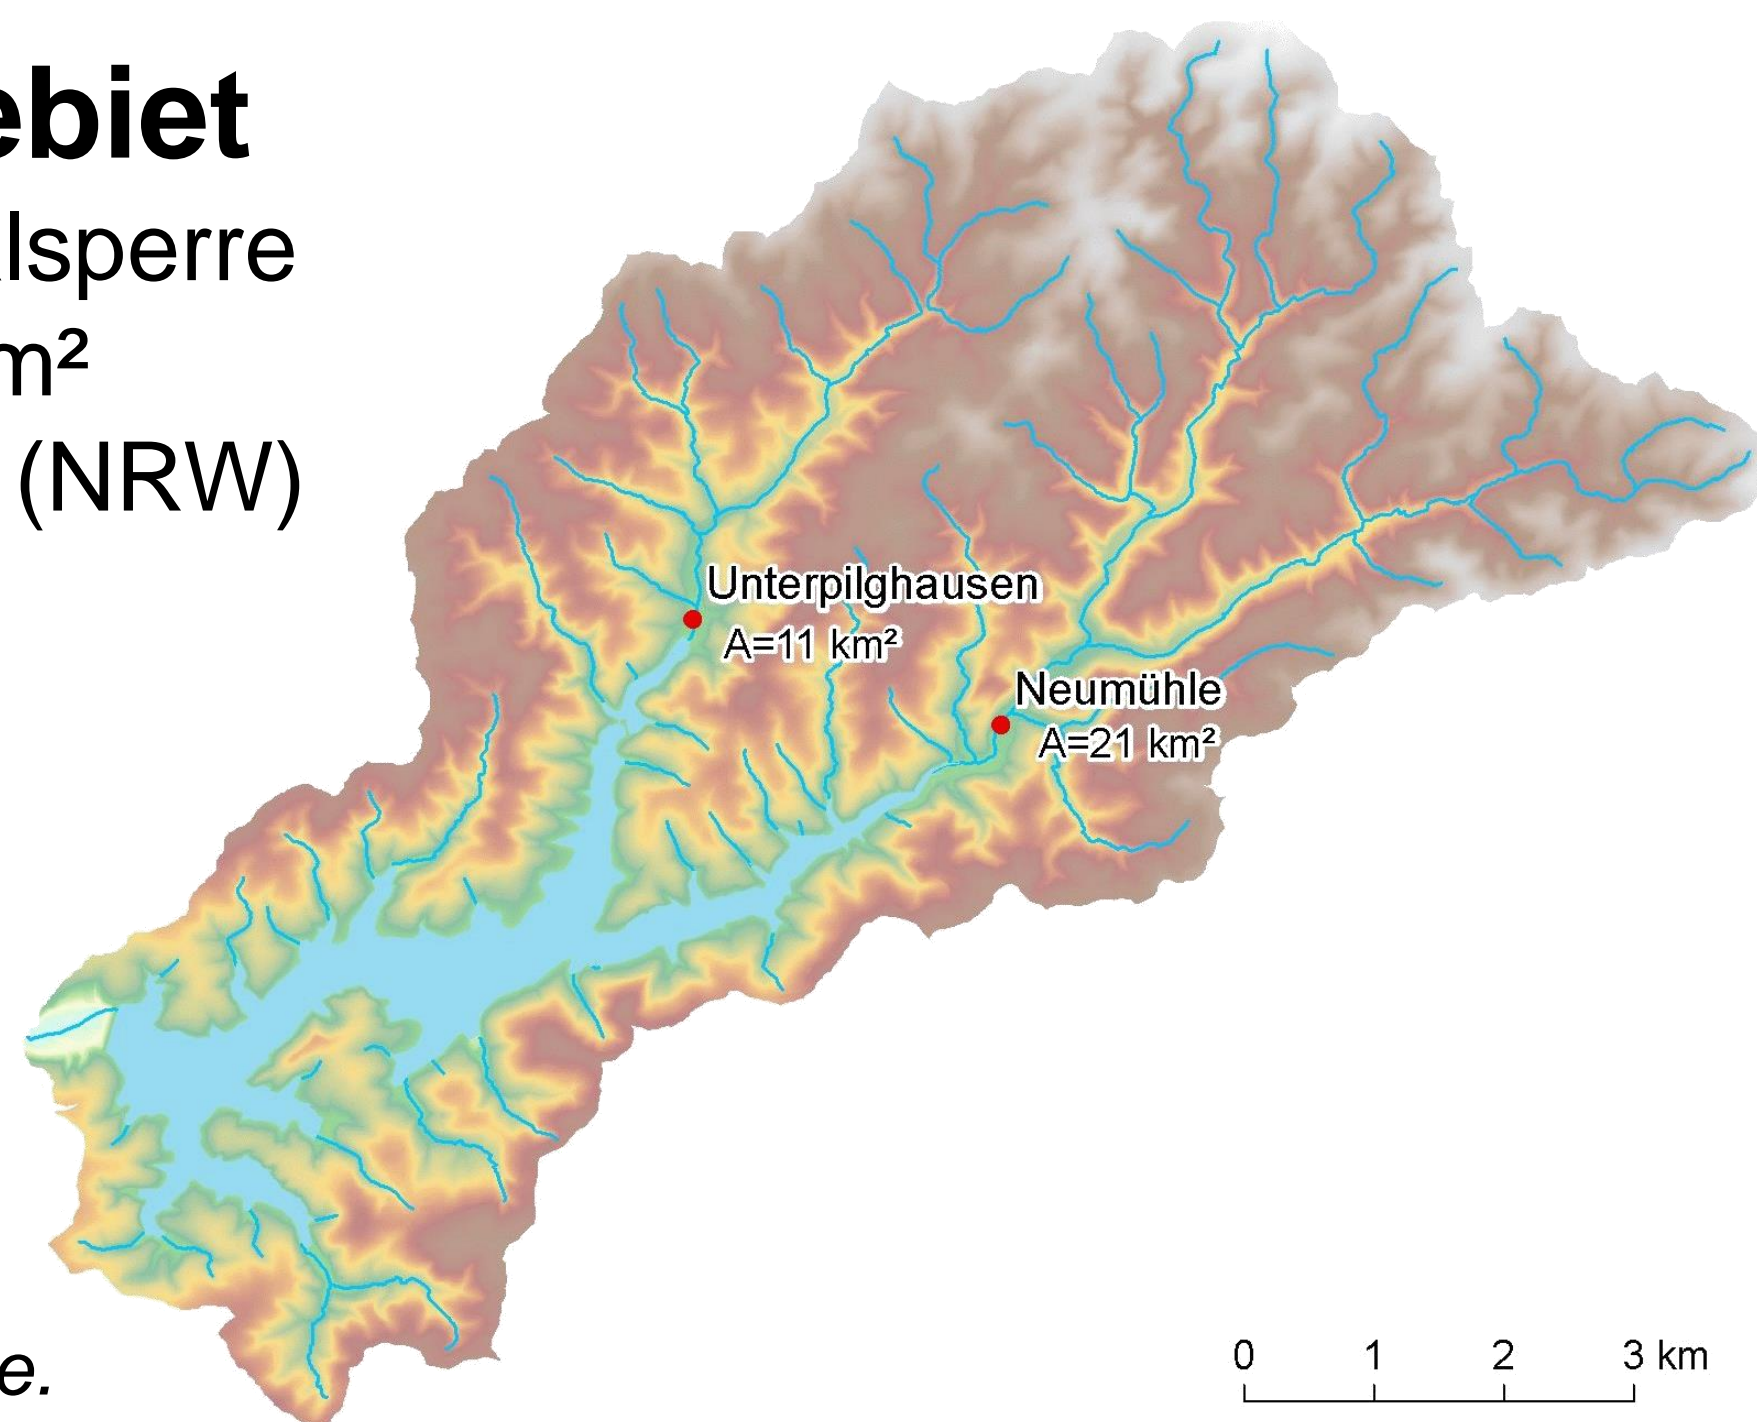 ebiet
lsperre
m²
(NRW)
Unterpilghausen
A=11 km²
Neumühle
A=21 km²
e.
0 1 2 3 km